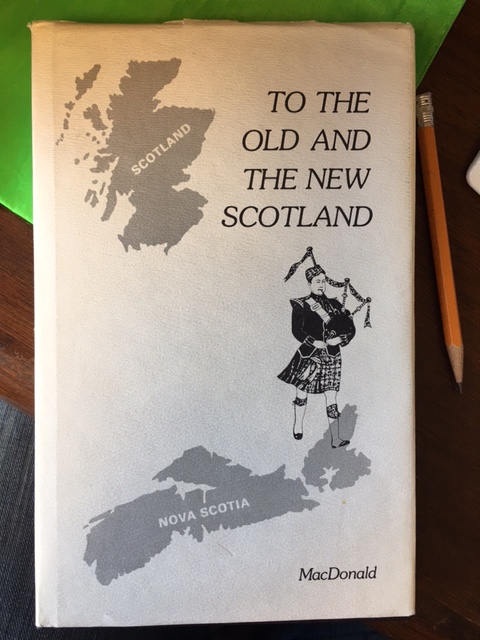 SCOTLAND
TO THE
OLD AND
THE NEW
SCOTLAND
NOVA SCOTIA
MacDonald